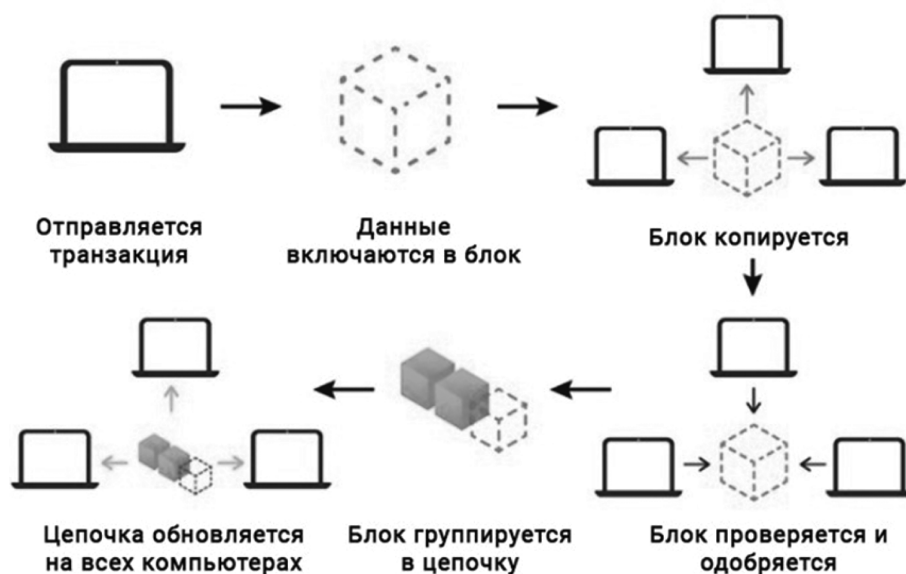 Отправляется
транзакция
Данные
включаются в блок
Блок копируется
Цепочка обновляется
на всех компьютерах
Блок группируется
в цепочку
Блок проверяется и
одобряется